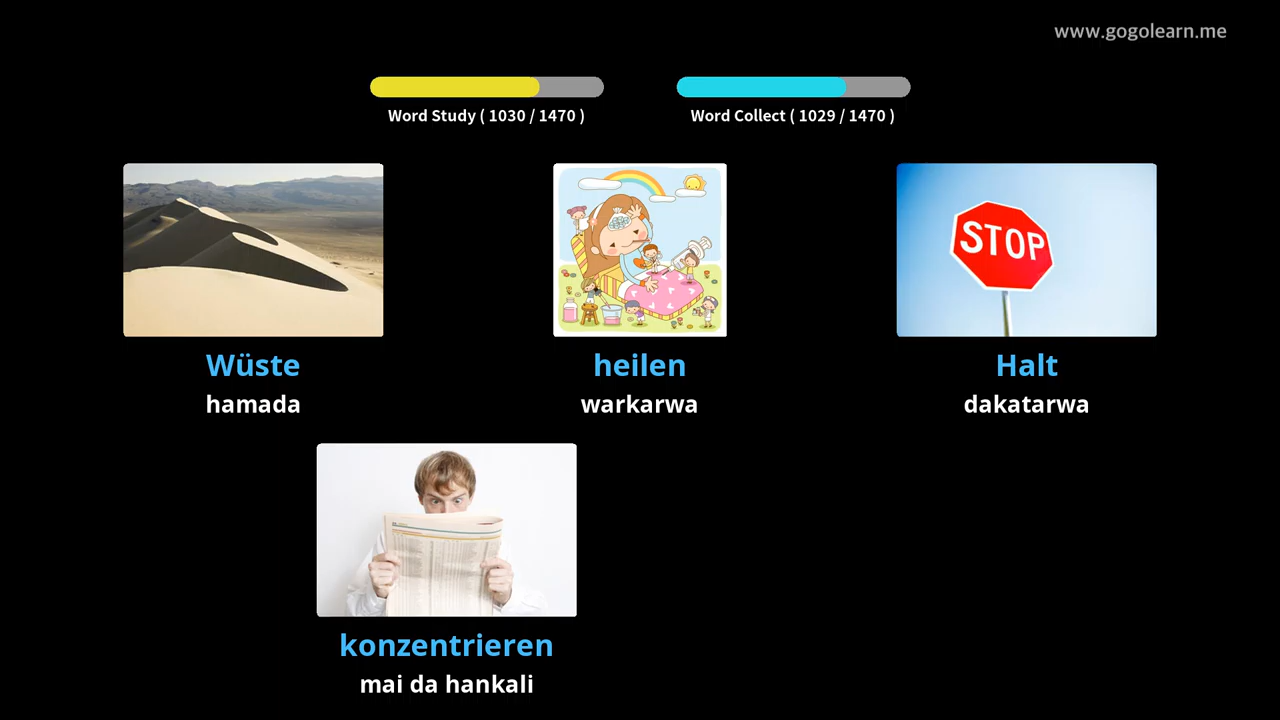 www.gogolearn.me
Word Study ( 1030 / 1470 )
Word Collect ( 1029 / 1470 )
STOP
Wüste
hamada
heilen
warkarwa
Halt
dakatarwa
konzentrieren
mai da hankali